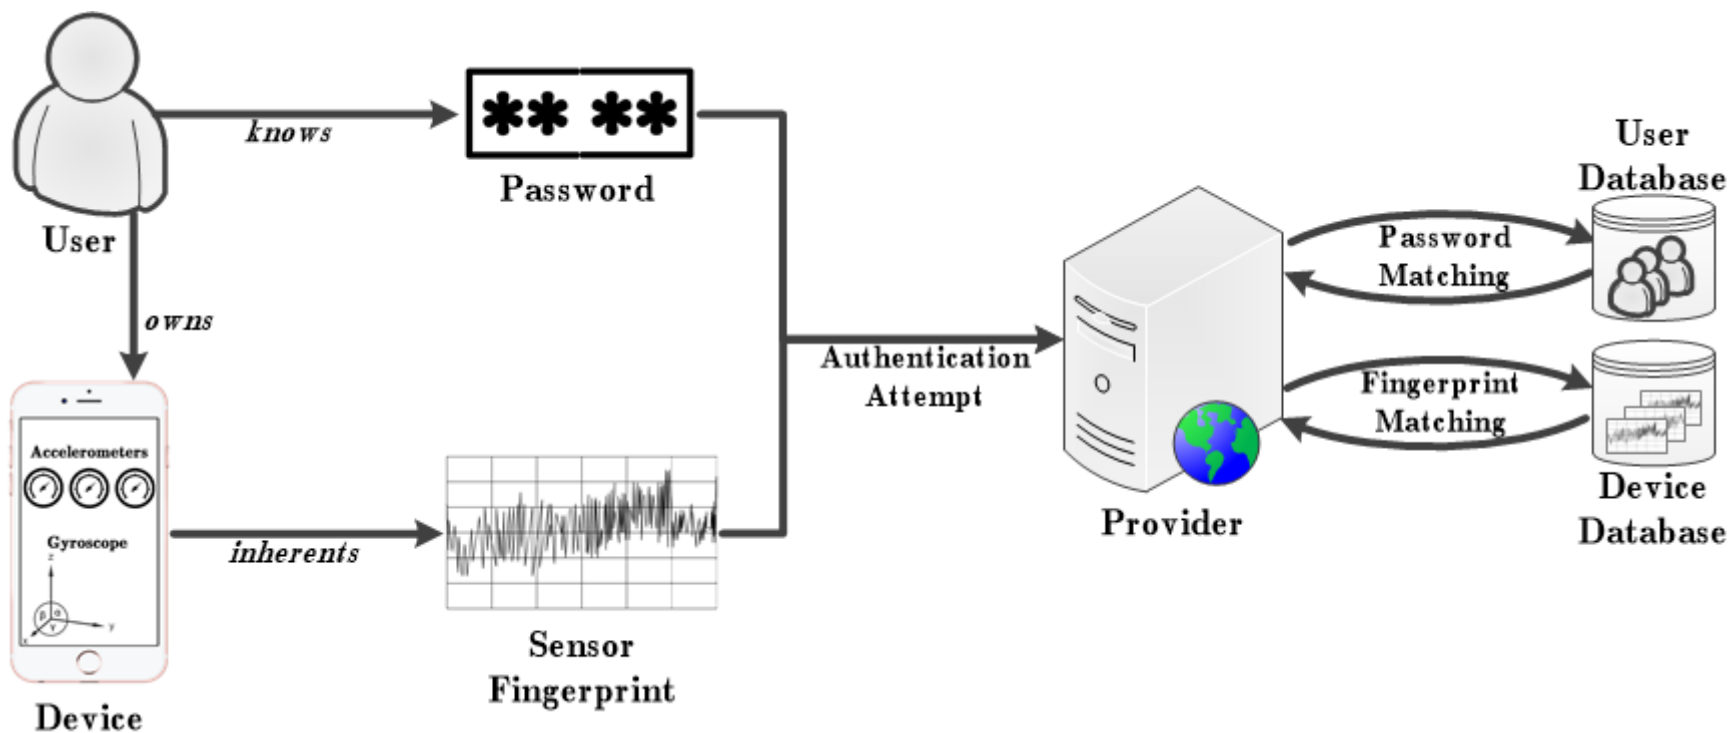 knows
** **
Password
User
owns
User
Database
Password
Matching
Authentication
Attempt
Fingerprint
Matching
Accelerometers
Gyroscope
z
β α
γ
x
y
inherents
Provider
Device
Database
Sensor
Fingerprint
Device